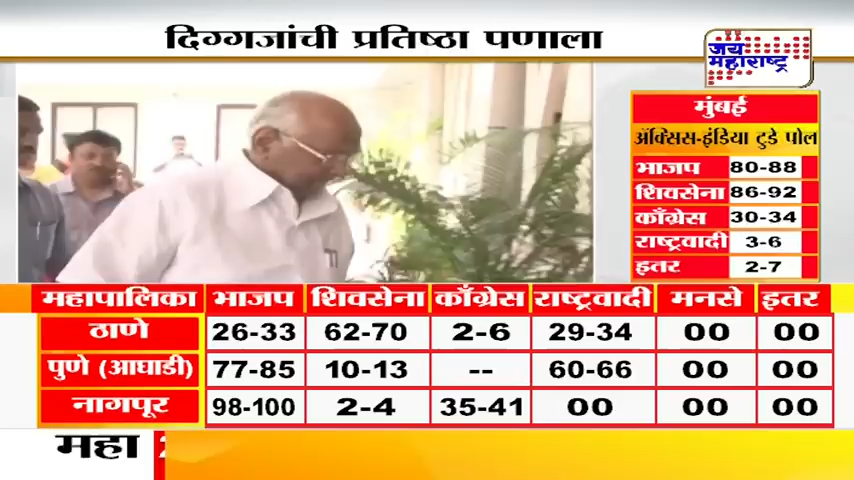 दिग्गजांची प्रतिष्ठा पणाला
जय महाराष्ट्र
मुंबई
अ‍ॅक्सिस-इंडिया टुडे पोल
भाजप 80-88
शिवसेना 86-92
काँग्रेस 30-34
राष्ट्रवादी 3-6
इतर 2-7
महापालिका भाजप शिवसेना काँग्रेस राष्ट्रवादी मनसे इतर
ठाणे 26-33 62-70 2-6 29-34 00 00
पुणे (आघाडी) 77-85 10-13 -- 60-66 00 00
नागपूर 98-100 2-4 35-41 00 00 00
महा